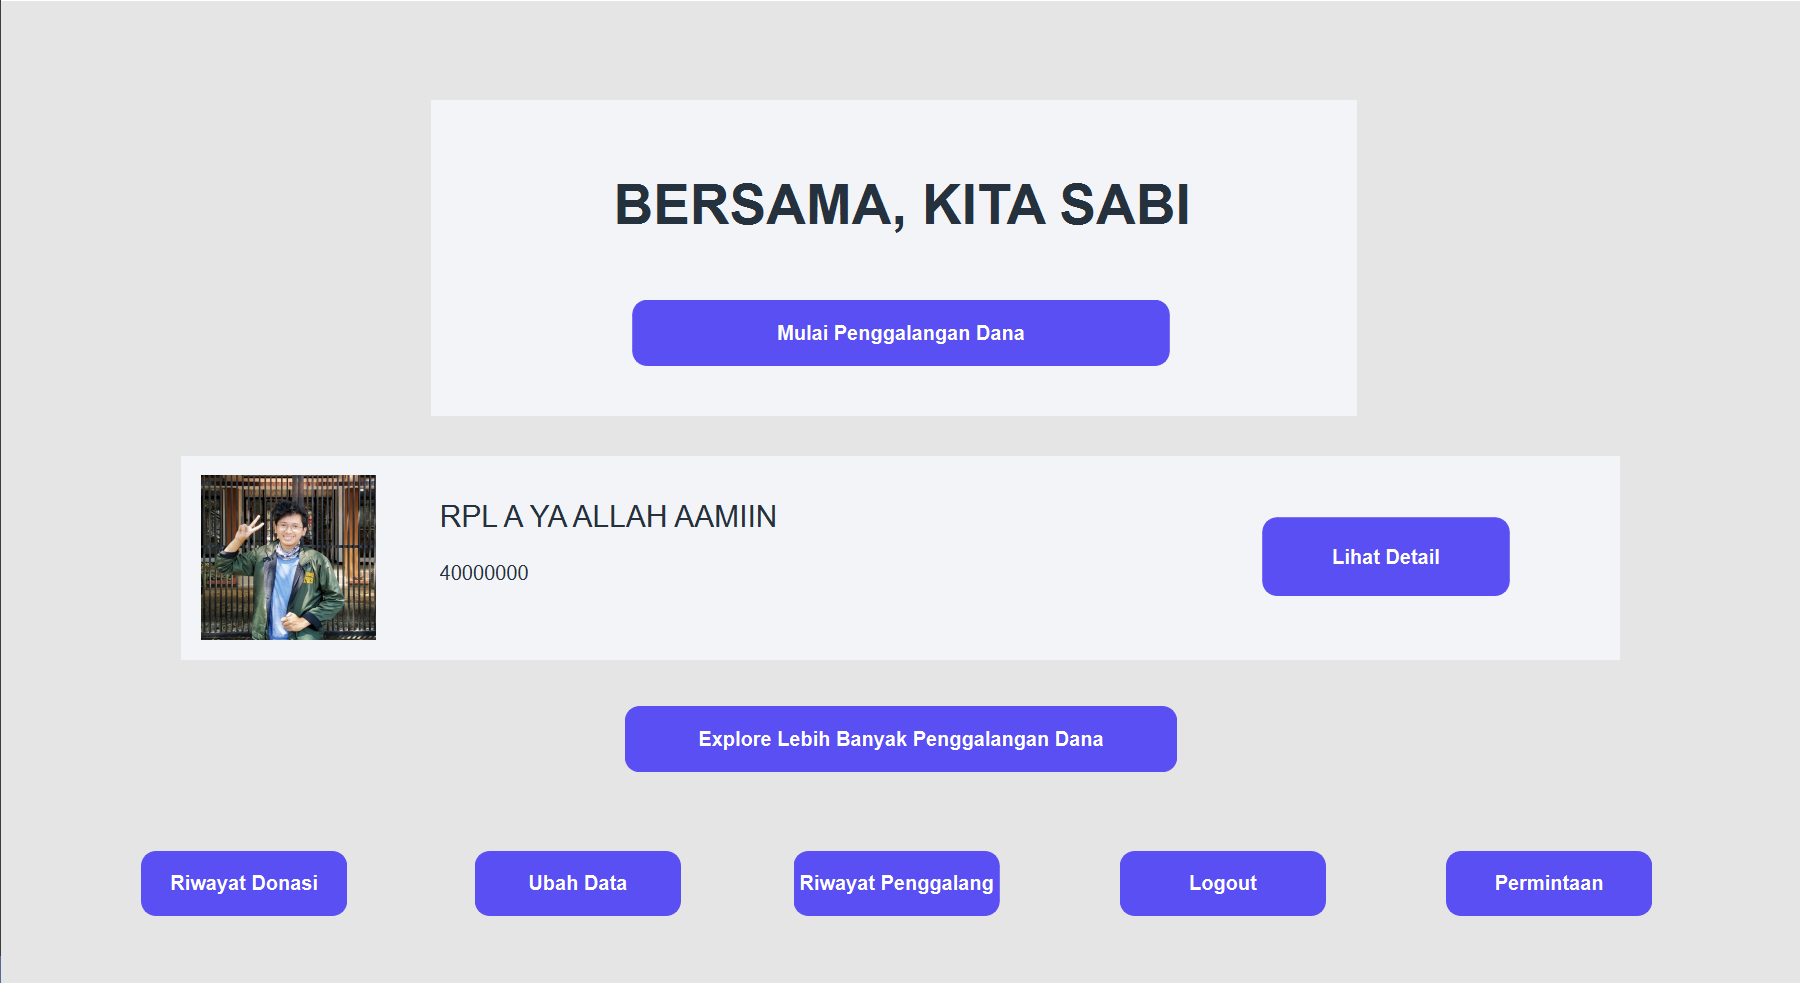 BERSAMA, KITA SABI
Mulai Penggalangan Dana
RPL A YA ALLAH AAMIIN
40000000
Lihat Detail
Explore Lebih Banyak Penggalangan Dana
Riwayat Donasi
Ubah Data
Riwayat Penggalang
Logout
Permintaan